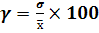 γ = σ/x̄ × 100